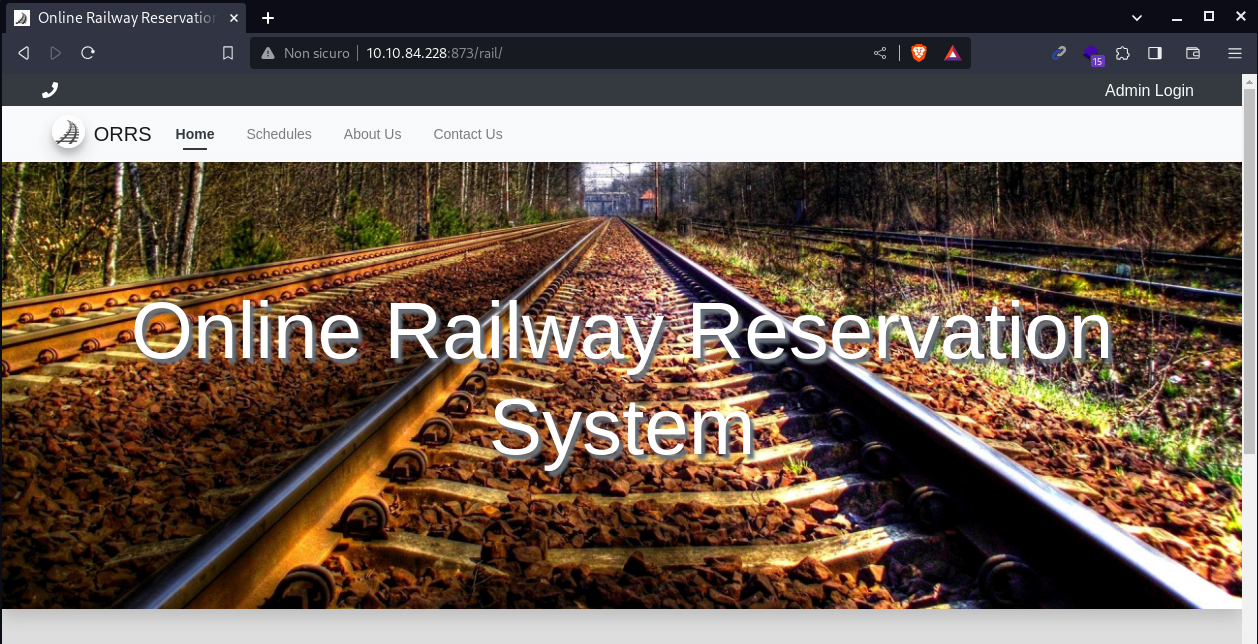 Online Railway Reservation
Non sicuro 10.10.84.228:873/rail/
15
Admin Login
ORRS Home Schedules About Us Contact Us
Online Railway Reservation
System